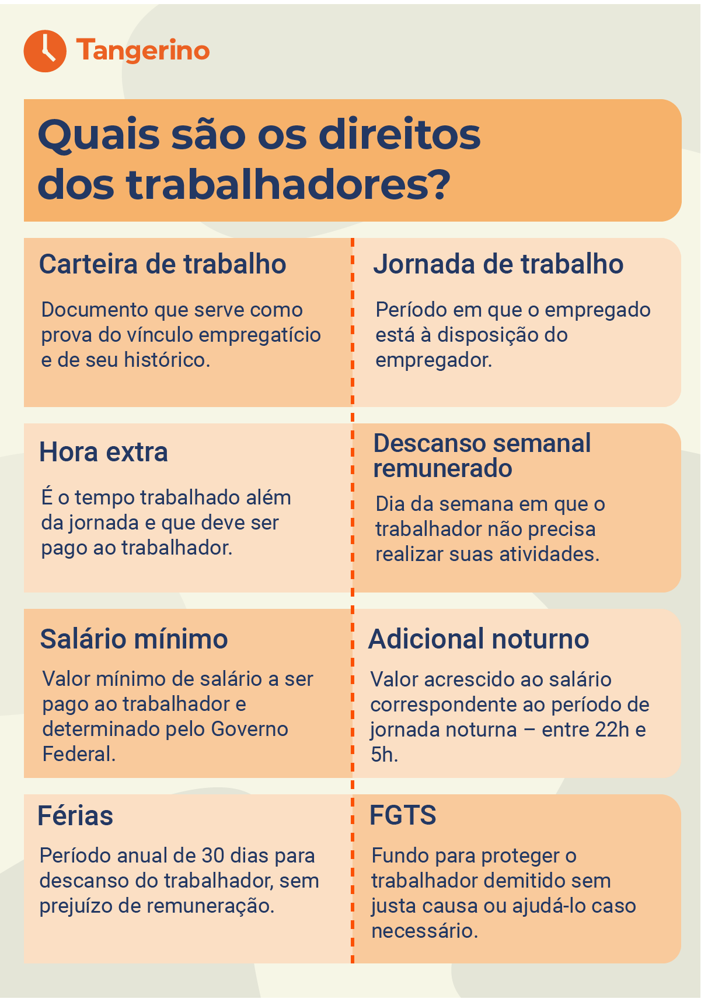 Tangerino
Quais são os direitos
dos trabalhadores?
Carteira de trabalho
Documento que serve como
prova do vínculo empregatício
e de seu histórico.
Jornada de trabalho
Período em que o empregado
está à disposição do
empregador.
Hora extra
É o tempo trabalhado além
da jornada e que deve ser
pago ao trabalhador.
Descanso semanal
remunerado
Dia da semana em que o
trabalhador não precisa
realizar suas atividades.
Salário mínimo
Valor mínimo de salário a ser
pago ao trabalhador e
determinado pelo Governo
Federal.
Adicional noturno
Valor acrescido ao salário
correspondente ao período de
jornada noturna – entre 22h e
5h.
Férias
Período anual de 30 dias para
descanso do trabalhador, sem
prejuízo de remuneração.
FGTS
Fundo para proteger o
trabalhador demitido sem
justa causa ou ajudá-lo caso
necessário.